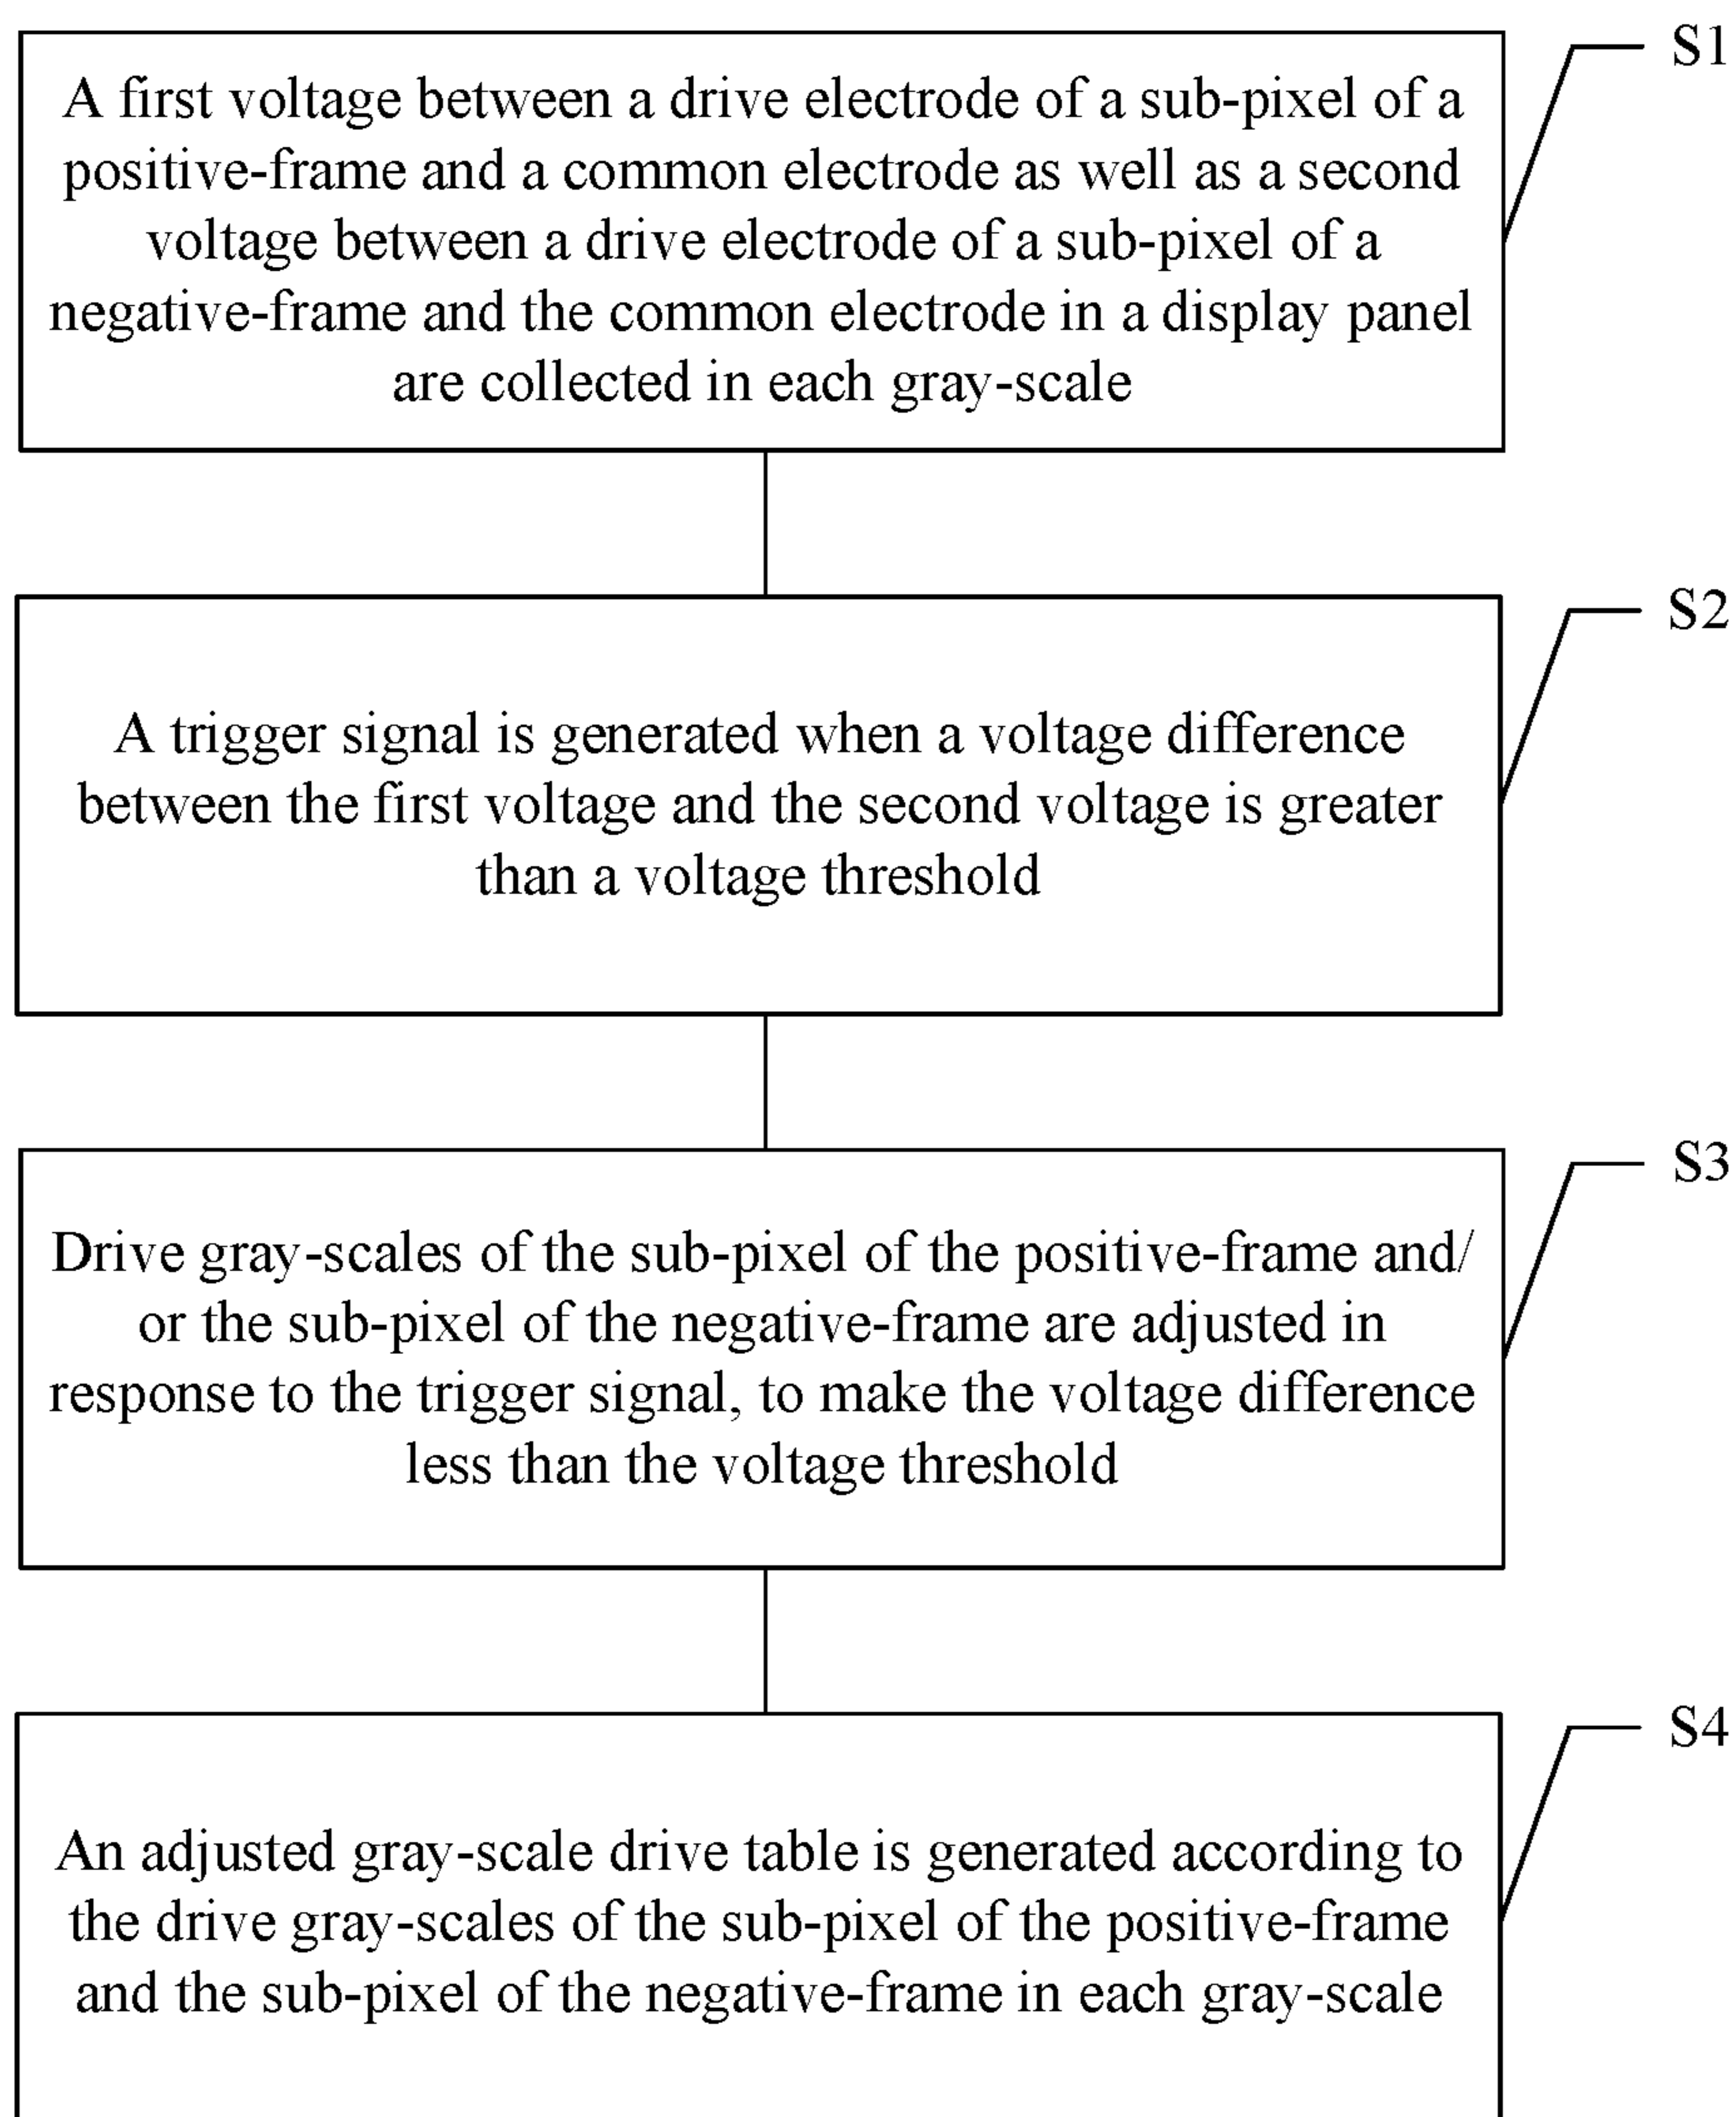 S1
A first voltage between a drive electrode of a sub-pixel of a
positive-frame and a common electrode as well as a second
voltage between a drive electrode of a sub-pixel of a
negative-frame and the common electrode in a display panel
are collected in each gray-scale
S2
A trigger signal is generated when a voltage difference
between the first voltage and the second voltage is greater
than a voltage threshold
S3
Drive gray-scales of the sub-pixel of the positive-frame and/
or the sub-pixel of the negative-frame are adjusted in
response to the trigger signal, to make the voltage difference
less than the voltage threshold
S4
An adjusted gray-scale drive table is generated according to
the drive gray-scales of the sub-pixel of the positive-frame
and the sub-pixel of the negative-frame in each gray-scale